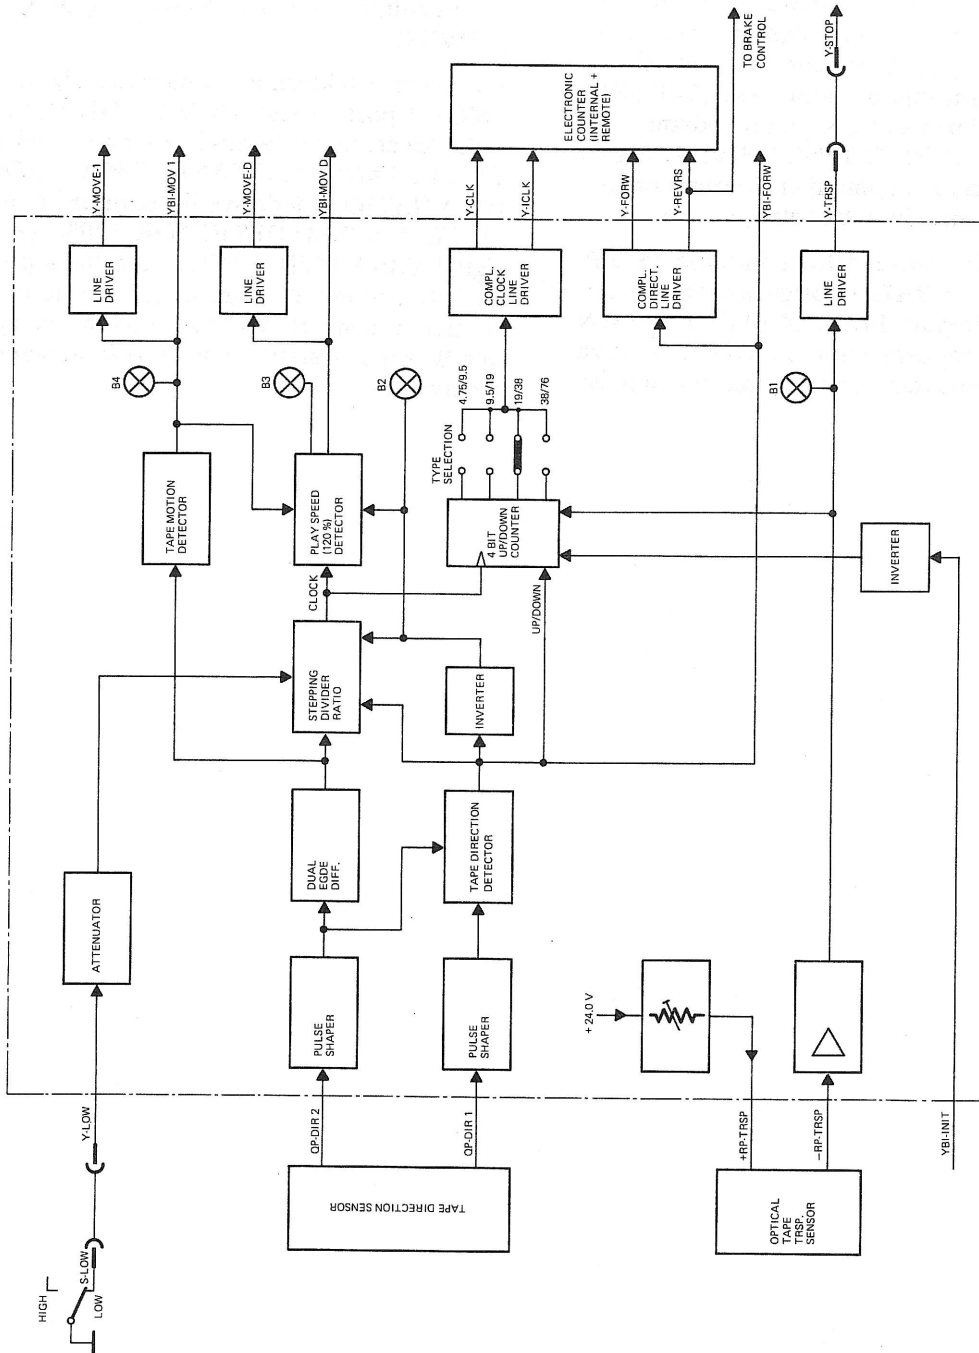 HIGH
LOW
S-LOW
Y-LOW
ATTENUATOR
TAPE MOTION
DETECTOR
B4
LINE
DRIVER
Y-MOVE-1
YBI-MOV 1
LINE
DRIVER
Y-MOVE-D
YBI-MOV D
TAPE DIRECTION SENSOR
QP-DIR 2
PULSE
SHAPER
DUAL
EGDE
DIFF.
STEPPING
DIVIDER
RATIO
CLOCK
PLAY SPEED
(120 %)
DETECTOR
B3
B2
QP-DIR 1
PULSE
SHAPER
TAPE DIRECTION
DETECTOR
INVERTER
UP/DOWN
4 BIT
UP/DOWN
COUNTER
TYPE
SELECTION
4.75/9.5
9.5/19
19/38
38/76
COMPL.
CLOCK
LINE
DRIVER
Y-CLK
Y-ICLK
ELECTRONIC
COUNTER
(INTERNAL +
REMOTE)
COMPL.
DIRECT.
LINE
DRIVER
Y-FORW
Y-REVRS
TO BRAKE
CONTROL
YBI-FORW
+ 24.0 V
OPTICAL
TAPE
TRSP.
SENSOR
+RP-TRSP
-RP-TRSP
B1
LINE
DRIVER
Y-TRSP
Y-STOP
YBI-INIT
INVERTER